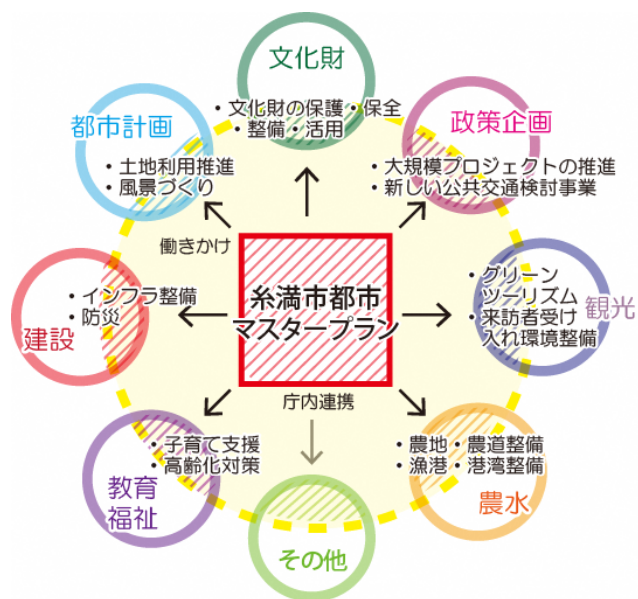 文化財
・文化財の保護・保全
・整備・活用
都市計画
・土地利用推進
・風景づくり
政策企画
・大規模プロジェクトの推進
・新しい公共交通検討事業
働きかけ
糸満市都市
マスタープラン
建設
・インフラ整備
・防災
観光
・グリーン
ツーリズム
・来訪者受け
入れ環境整備
庁内連携
教育
福祉
・子育て支援
・高齢化対策
・農地・農道整備
・漁港・港湾整備
農水
その他